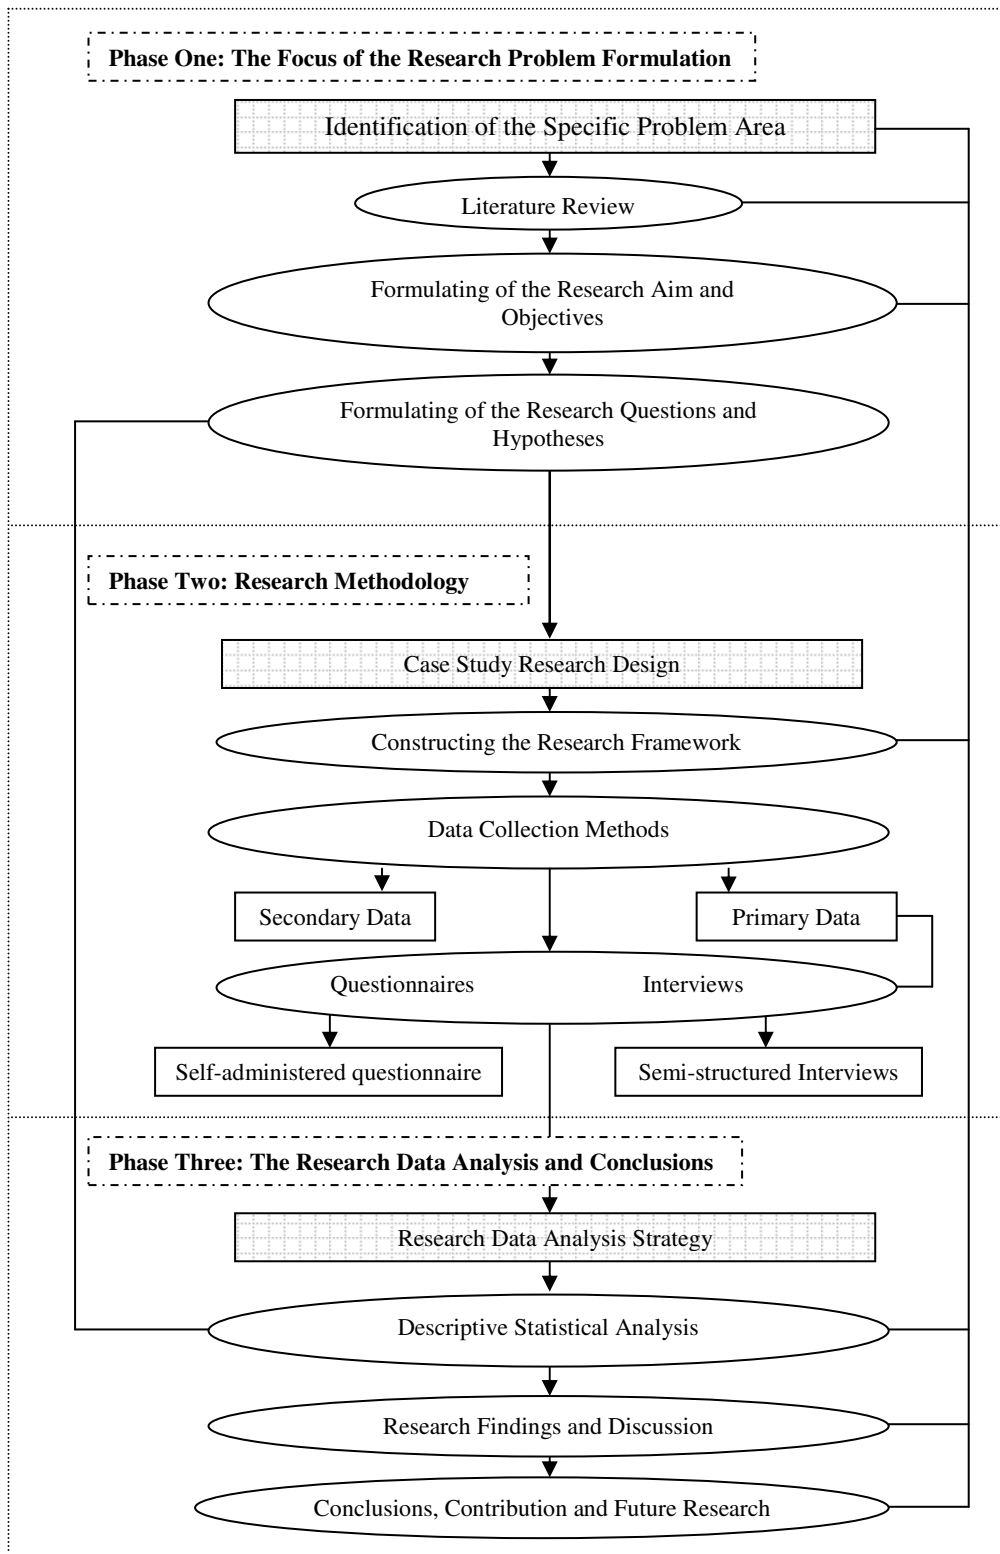 Phase One: The Focus of the Research Problem Formulation
Identification of the Specific Problem Area
Literature Review
Formulating of the Research Aim and
Objectives
Formulating of the Research Questions and
Hypotheses
Phase Two: Research Methodology
Case Study Research Design
Constructing the Research Framework
Data Collection Methods
Secondary Data
Primary Data
Questionnaires
Interviews
Self-administered questionnaire
Semi-structured Interviews
Phase Three: The Research Data Analysis and Conclusions
Research Data Analysis Strategy
Descriptive Statistical Analysis
Research Findings and Discussion
Conclusions, Contribution and Future Research